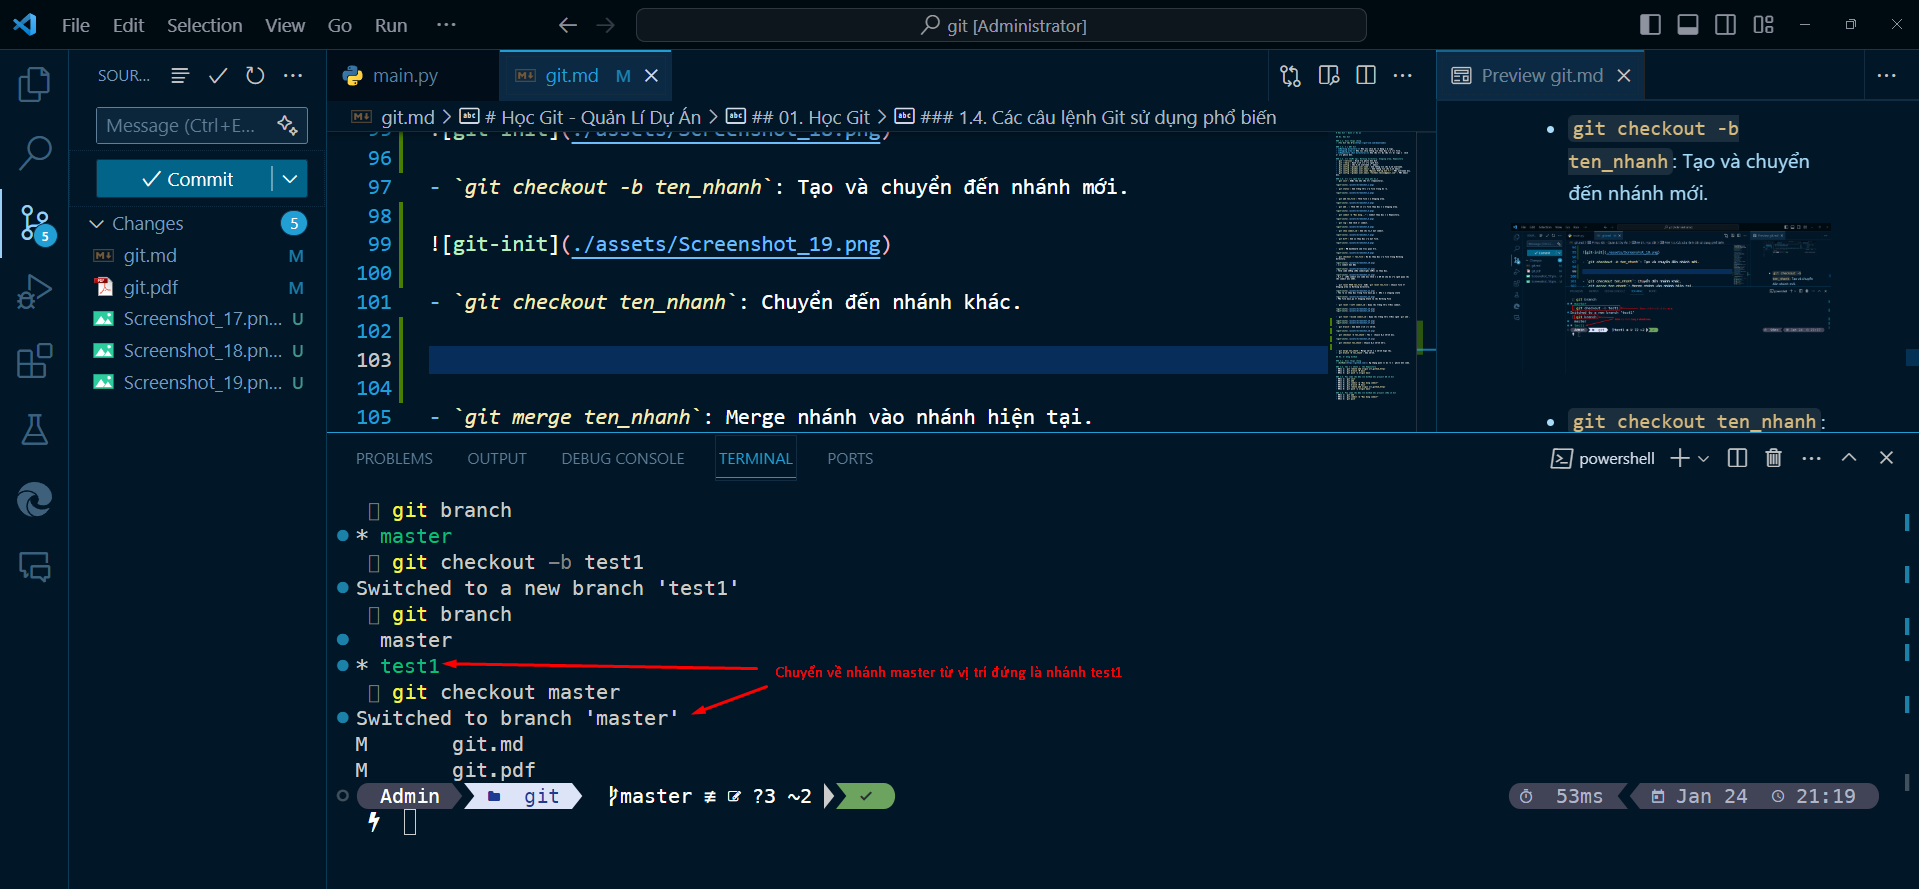 File Edit Selection View Go Run ···
git [Administrator]
SOUR... ···
main.py
git.md M
Preview git.md
Message (Ctrl+E...
Commit
Changes 5
git.md M
git.pdf M
Screenshot_17.pn... U
Screenshot_18.pn... U
Screenshot_19.pn... U
5
git.md > # Học Git - Quản Lí Dự Án > ## 01. Học Git > ### 1.4. Các câu lệnh Git sử dụng phổ biến
95 ![git-init](./assets/Screenshot_18.png)
96
97 - `git checkout -b ten_nhanh`: Tạo và chuyển đến nhánh mới.
98
99 ![git-init](./assets/Screenshot_19.png)
100
101 - `git checkout ten_nhanh`: Chuyển đến nhánh khác.
102
103
104
105 - `git merge ten_nhanh`: Merge nhánh vào nhánh hiện tại.
git checkout -b
ten_nhanh: Tạo và chuyển
đến nhánh mới.
git checkout ten_nhanh:
PROBLEMS OUTPUT DEBUG CONSOLE TERMINAL PORTS
powershell
git branch
* master
git checkout -b test1
Switched to a new branch 'test1'
git branch
master
* test1
Chuyển về nhánh master từ vị trí đứng là nhánh test1
git checkout master
Switched to branch 'master'
M git.md
M git.pdf
Admin git master ≢ ?3 ~2 ✓
53ms Jan 24 21:19